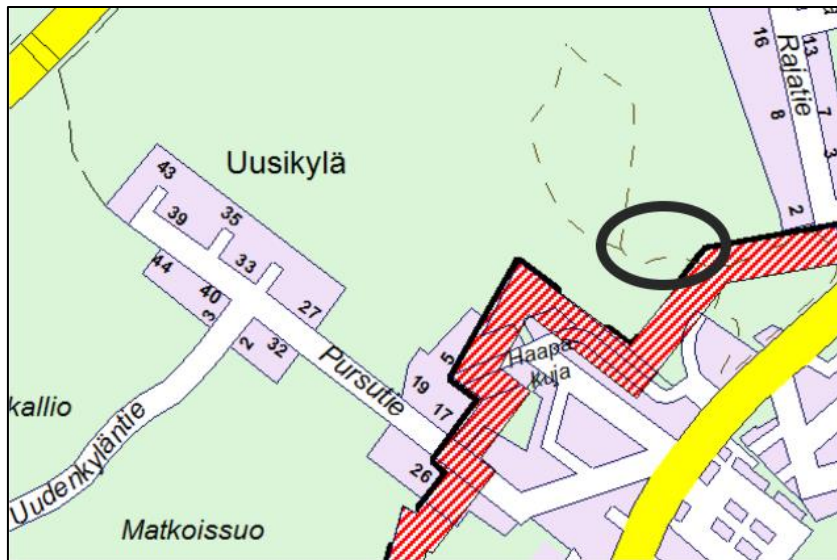 16
8
2
Rajatie
13
7
3
Uusikylä
43
39
35
33
27
44
40
3
2
32
Pursutie
5
19
17
26
Haapa-
kuja
kallio
Uudenkyläntie
Matkoissuo